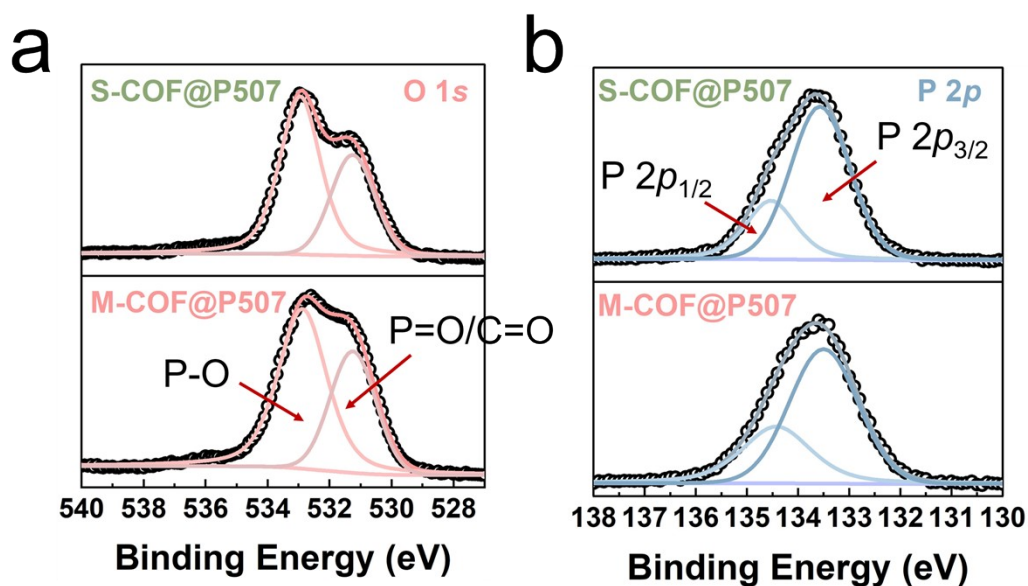 a
S-COF@P507 O 1s
M-COF@P507
P-O
P=O/C=O
540 538 536 534 532 530 528
Binding Energy (eV)
b
S-COF@P507 P 2p
P 2p1/2
P 2p3/2
M-COF@P507
138 137 136 135 134 133 132 131 130
Binding Energy (eV)